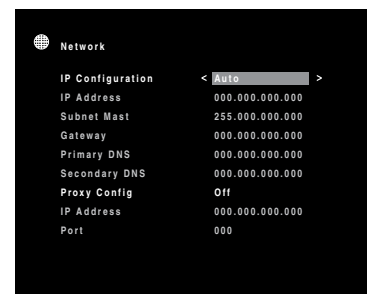 Network
IP Configuration < Auto >
IP Address 000.000.000.000
Subnet Mast 255.000.000.000
Gateway 000.000.000.000
Primary DNS 000.000.000.000
Secondary DNS 000.000.000.000
Proxy Config Off
IP Address 000.000.000.000
Port 000